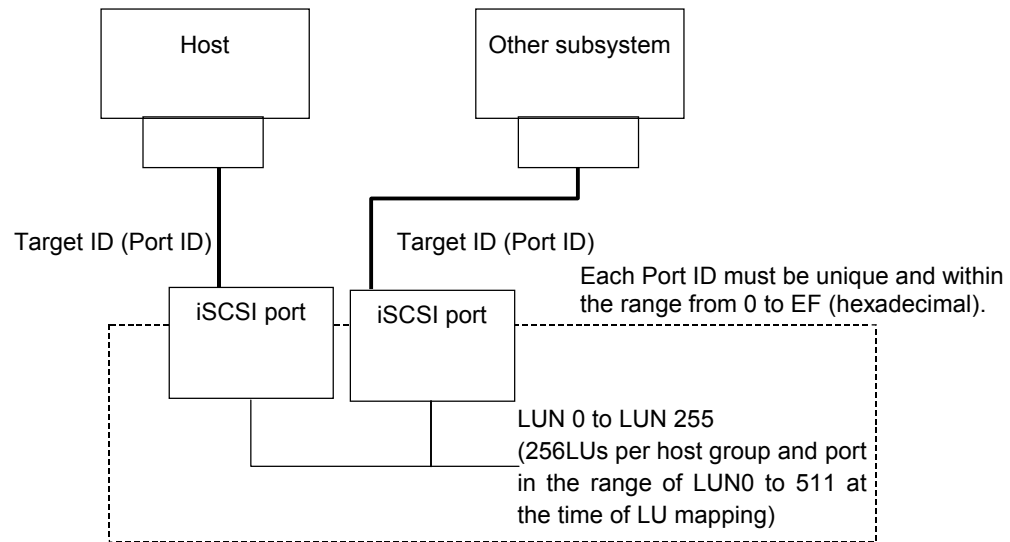 Host
Other subsystem
Target ID (Port ID)
Target ID (Port ID)
Each Port ID must be unique and within
the range from 0 to EF (hexadecimal).
iSCSI port
iSCSI port
LUN 0 to LUN 255
(256LUs per host group and port
in the range of LUN0 to 511 at
the time of LU mapping)